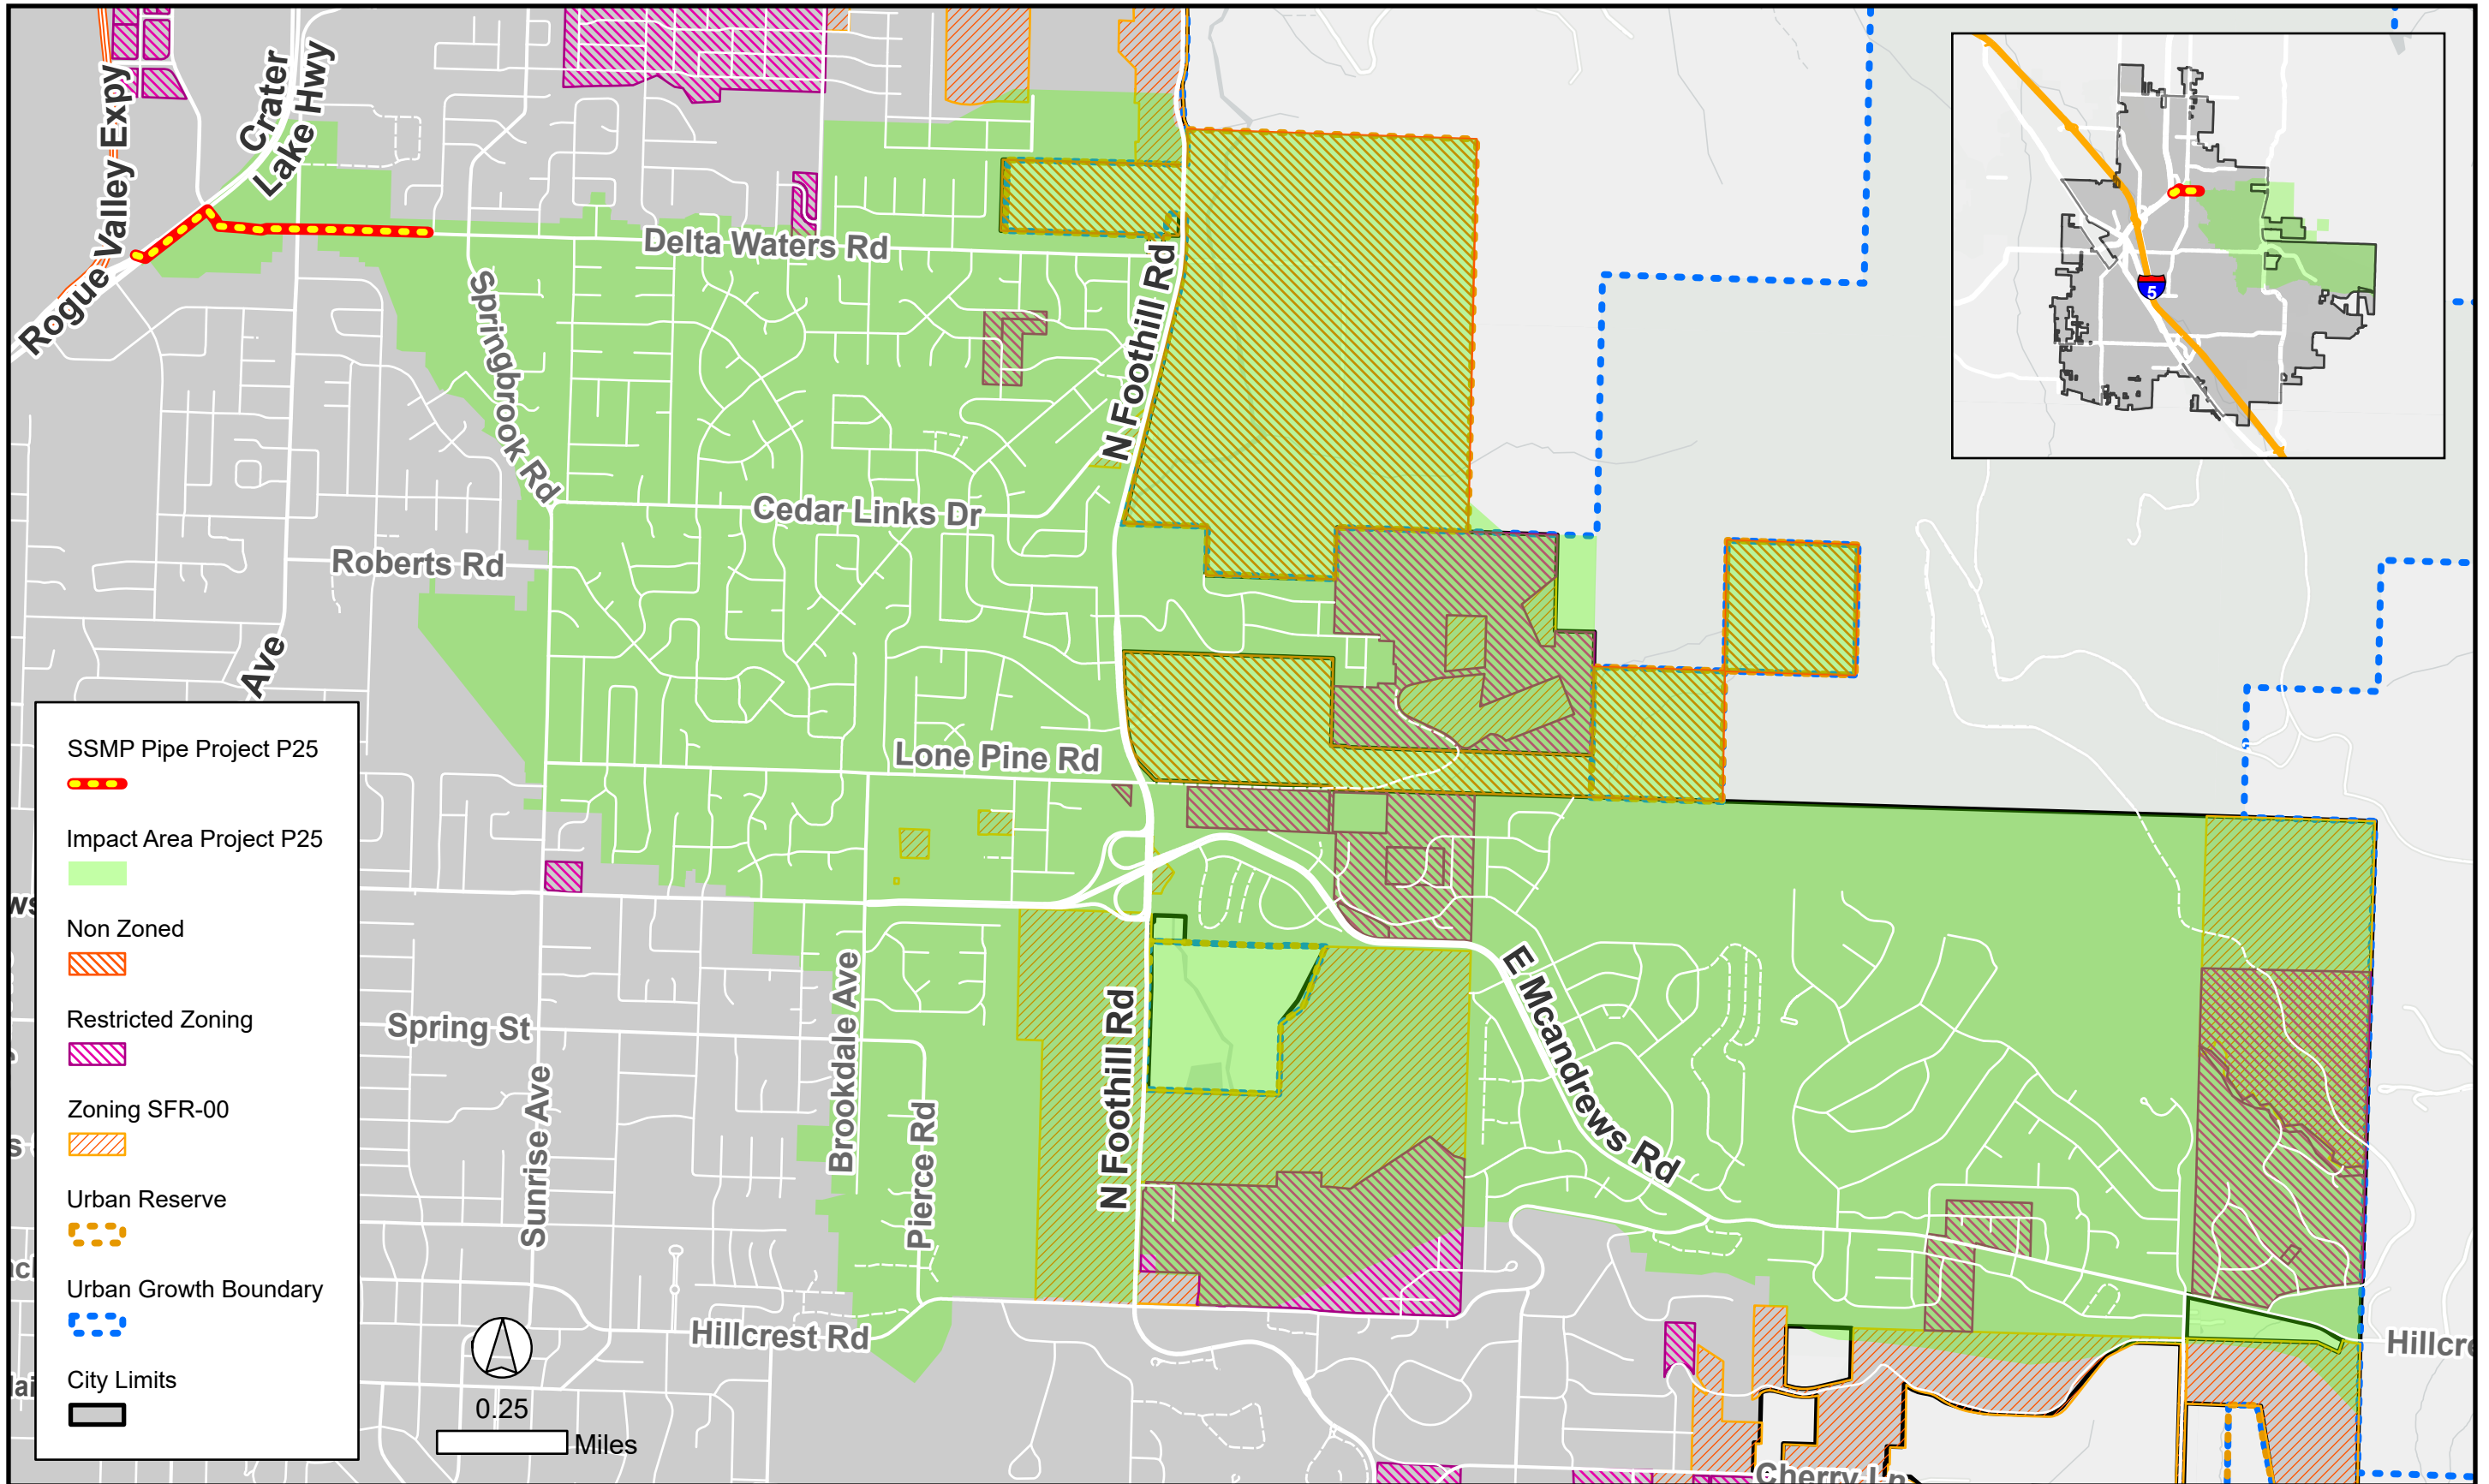 Crater
Lake Hwy
Rogue Valley Expy
Delta Waters Rd
Springbrook Rd
N Foothill Rd
Cedar Links Dr
Roberts Rd
Ave
Lone Pine Rd
5
SSMP Pipe Project P25
Impact Area Project P25
Non Zoned
Restricted Zoning
Zoning SFR-00
Urban Reserve
Urban Growth Boundary
City Limits
Spring St
Sunrise Ave
Brookdale Ave
Pierce Rd
N Foothill Rd
E Mcandrews Rd
Hillcrest Rd
Cherry Ln
0.25
Miles